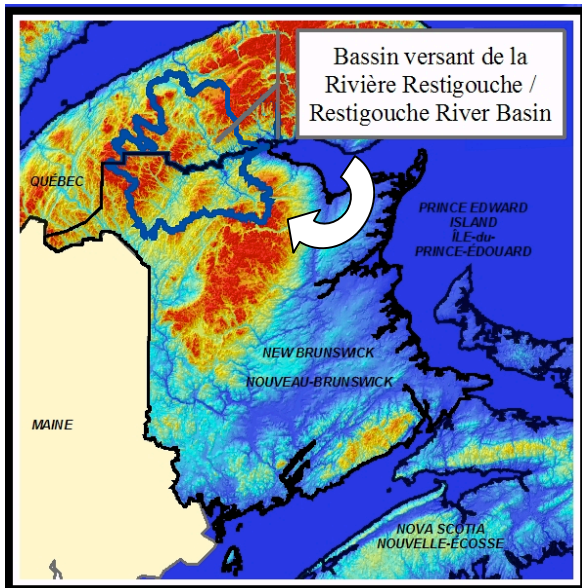 Bassin versant de la
Rivière Restigouche /
Restigouche River Basin
QUÉBEC
PRINCE EDWARD
ISLAND
ÎLE-du-
PRINCE-ÉDOUARD
NEW BRUNSWICK
NOUVEAU-BRUNSWICK
MAINE
NOVA SCOTIA
NOUVELLE-ÉCOSSE